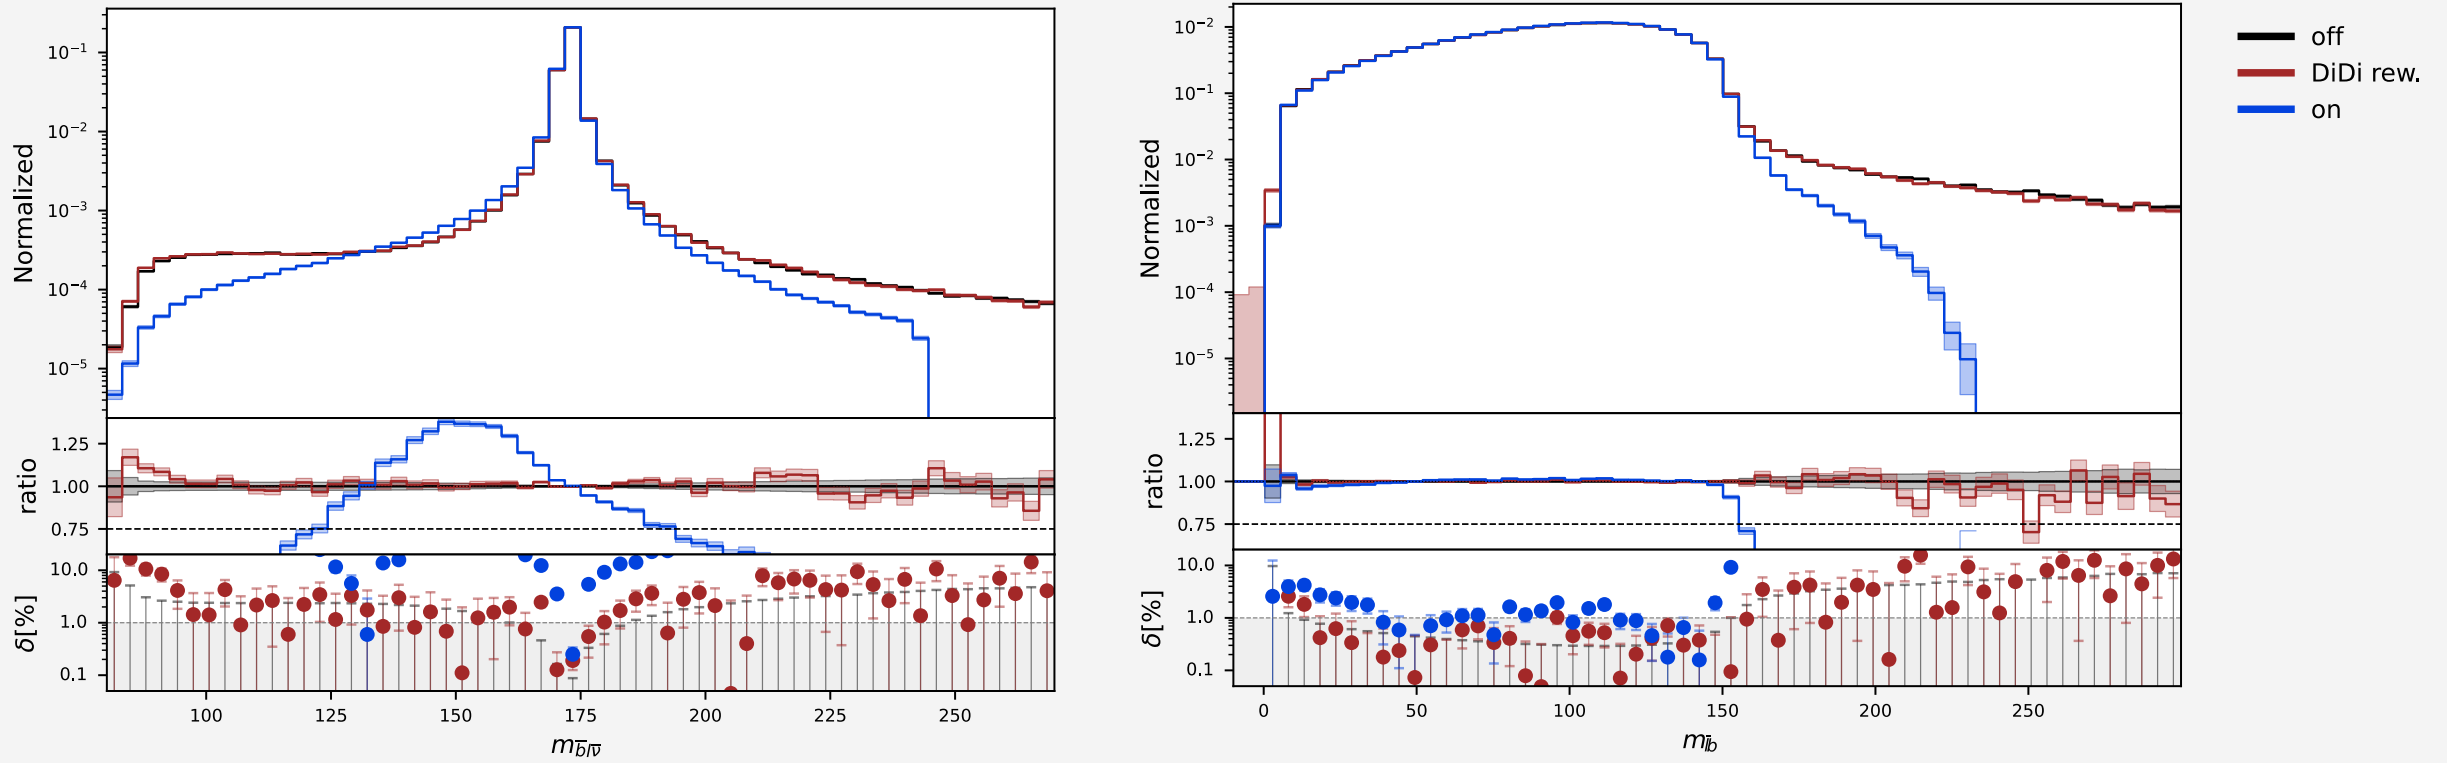 10⁻¹
10⁻²
10⁻³
10⁻⁴
10⁻⁵
Normalized
1.25
1.00
0.75
ratio
10.0
1.0
0.1
δ[%]
100 125 150 175 200 225 250
m_{b̅l̅ν̅}
10⁻²
10⁻¹
10⁻²
10⁻³
10⁻⁴
10⁻⁵
Normalized
1.25
1.00
0.75
ratio
10.0
1.0
0.1
δ[%]
0 50 100 150 200 250
m_{l̅b}
off
DiDi rew.
on